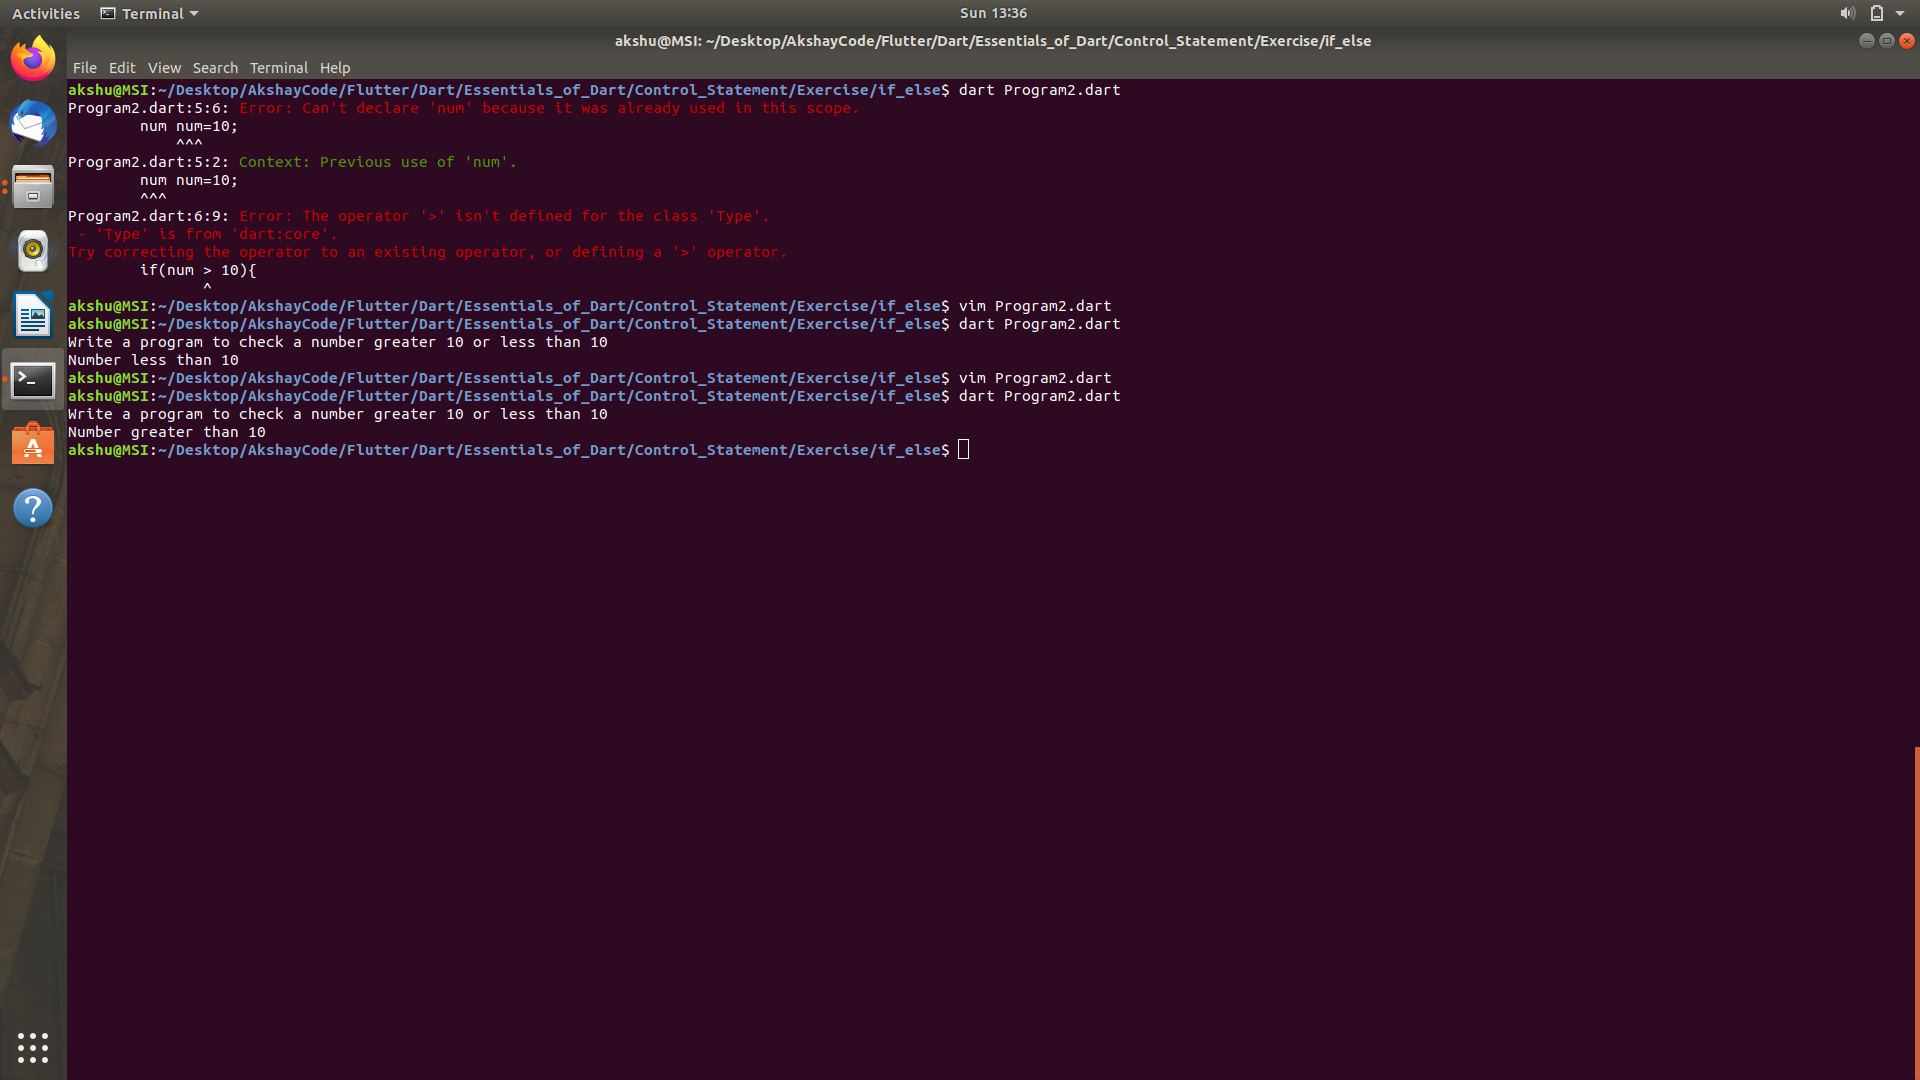 Activities Terminal Sun 13:36
akshu@MSI: ~/Desktop/AkshayCode/Flutter/Dart/Essentials_of_Dart/Control_Statement/Exercise/if_else
File Edit View Search Terminal Help
akshu@MSI:~/Desktop/AkshayCode/Flutter/Dart/Essentials_of_Dart/Control_Statement/Exercise/if_else$ dart Program2.dart
Program2.dart:5:6: Error: Can't declare 'num' because it was already used in this scope.
        num num=10;
            ^^^
Program2.dart:5:2: Context: Previous use of 'num'.
        num num=10;
        ^^^
Program2.dart:6:9: Error: The operator '>' isn't defined for the class 'Type'.
 - 'Type' is from 'dart:core'.
Try correcting the operator to an existing operator, or defining a '>' operator.
        if(num > 10){
               ^
akshu@MSI:~/Desktop/AkshayCode/Flutter/Dart/Essentials_of_Dart/Control_Statement/Exercise/if_else$ vim Program2.dart
akshu@MSI:~/Desktop/AkshayCode/Flutter/Dart/Essentials_of_Dart/Control_Statement/Exercise/if_else$ dart Program2.dart
Write a program to check a number greater 10 or less than 10
Number less than 10
akshu@MSI:~/Desktop/AkshayCode/Flutter/Dart/Essentials_of_Dart/Control_Statement/Exercise/if_else$ vim Program2.dart
akshu@MSI:~/Desktop/AkshayCode/Flutter/Dart/Essentials_of_Dart/Control_Statement/Exercise/if_else$ dart Program2.dart
Write a program to check a number greater 10 or less than 10
Number greater than 10
akshu@MSI:~/Desktop/AkshayCode/Flutter/Dart/Essentials_of_Dart/Control_Statement/Exercise/if_else$